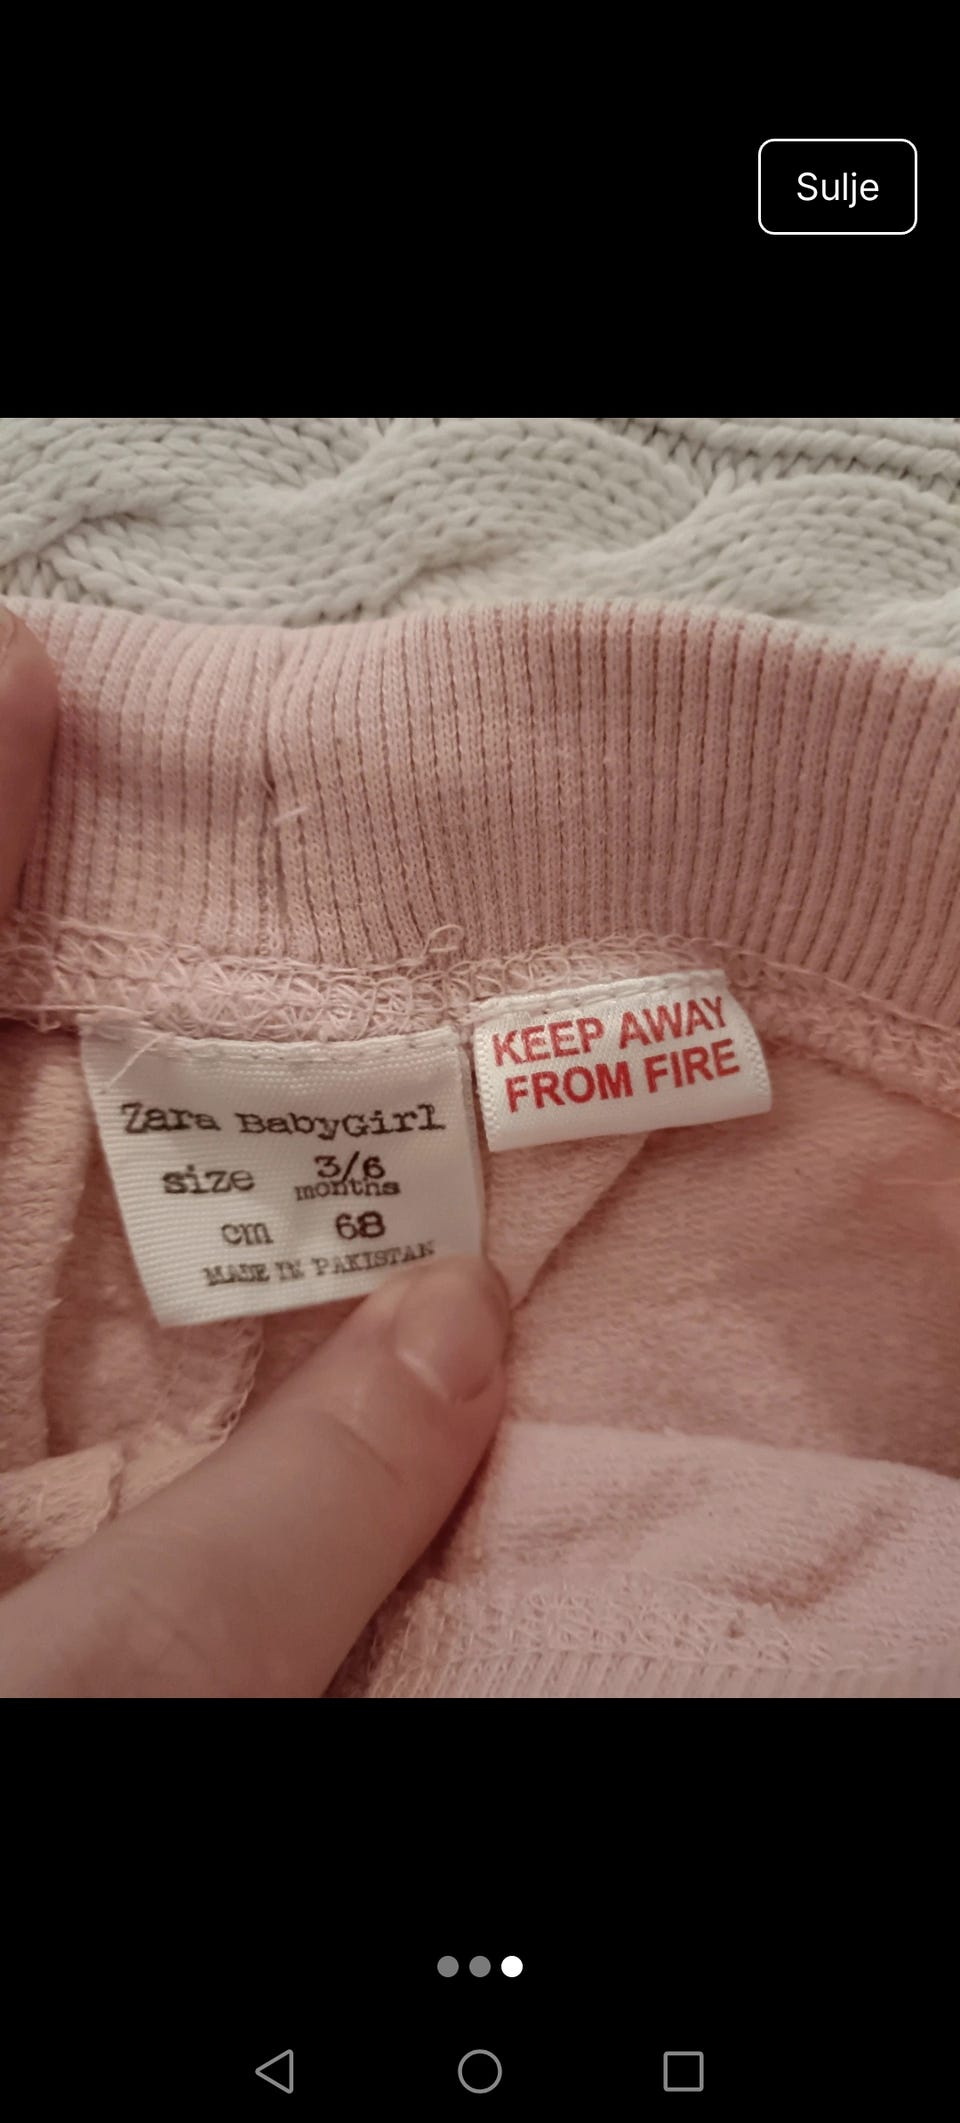 Sulje
KEEP AWAY
FROM FIRE
Zara BabyGirl
size 3/6
months
cm 68
MADE IN PAKISTAN